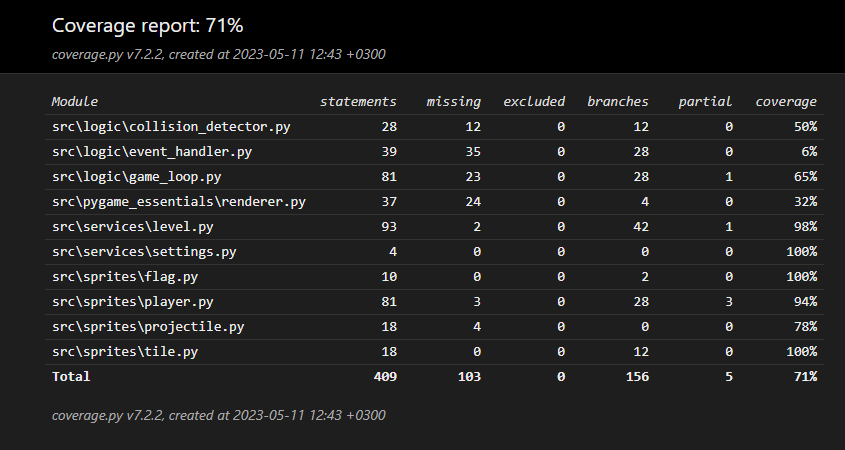 Coverage report: 71%
coverage.py v7.2.2, created at 2023-05-11 12:43 +0300
Module statements missing excluded branches partial coverage
src\logic\collision_detector.py 28 12 0 12 0 50%
src\logic\event_handler.py 39 35 0 28 0 6%
src\logic\game_loop.py 81 23 0 28 1 65%
src\pygame_essentials\renderer.py 37 24 0 4 0 32%
src\services\level.py 93 2 0 42 1 98%
src\services\settings.py 4 0 0 0 0 100%
src\sprites\flag.py 10 0 0 2 0 100%
src\sprites\player.py 81 3 0 28 3 94%
src\sprites\projectile.py 18 4 0 0 0 78%
src\sprites\tile.py 18 0 0 12 0 100%
Total 409 103 0 156 5 71%
coverage.py v7.2.2, created at 2023-05-11 12:43 +0300